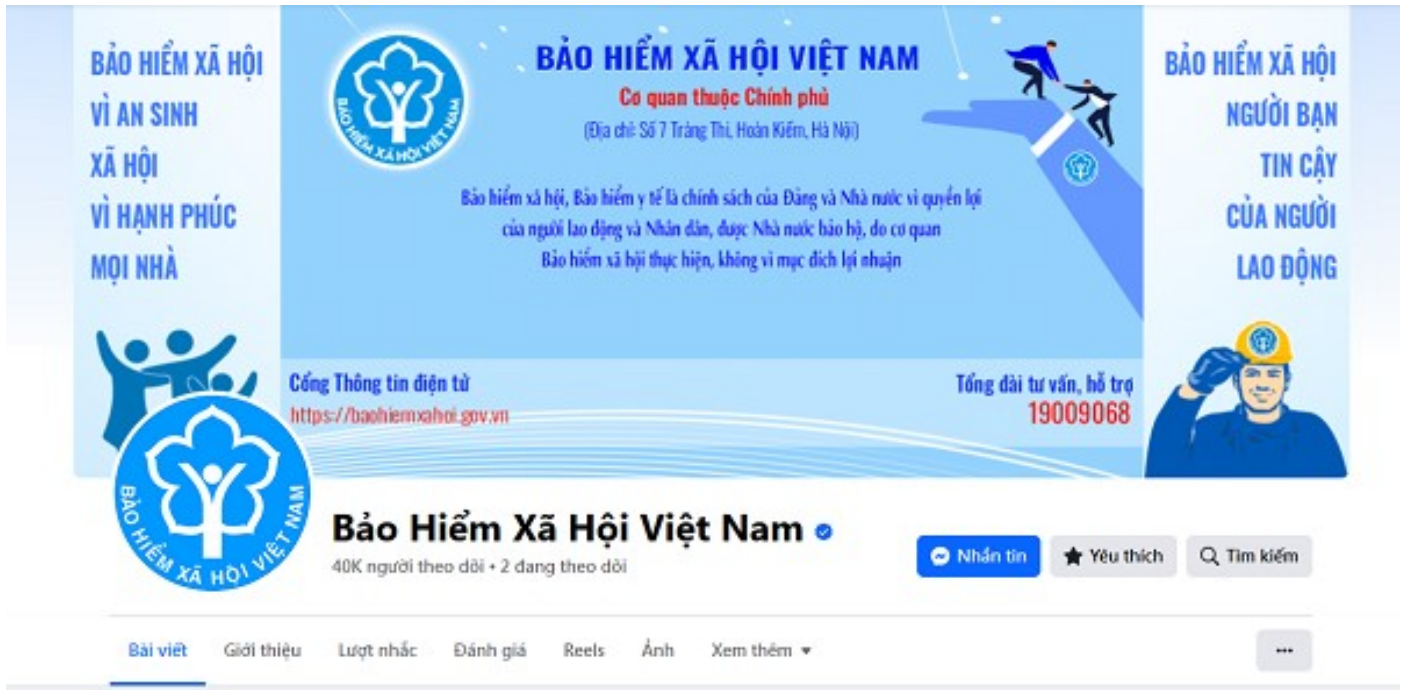 BẢO HIỂM XÃ HỘI
VÌ AN SINH
XÃ HỘI
VÌ HẠNH PHÚC
MỌI NHÀ
BẢO HIỂM XÃ HỘI VIỆT NAM
BẢO HIỂM XÃ HỘI VIỆT NAM
Cơ quan thuộc Chính phủ
(Địa chỉ: Số 7 Tràng Thi, Hoàn Kiếm, Hà Nội)
Bảo hiểm xã hội, Bảo hiểm y tế là chính sách của Đảng và Nhà nước vì quyền lợi
của người lao động và Nhân dân, được Nhà nước bảo hộ, do cơ quan
Bảo hiểm xã hội thực hiện, không vì mục đích lợi nhuận
BẢO HIỂM XÃ HỘI
NGƯỜI BẠN
TIN CẬY
CỦA NGƯỜI
LAO ĐỘNG
Cổng Thông tin điện tử
https://baohiemxahoi.gov.vn
Tổng đài tư vấn, hỗ trợ
19009068
BẢO HIỂM XÃ HỘI VIỆT NAM
Bảo Hiểm Xã Hội Việt Nam
40K người theo dõi • 2 đang theo dõi
Nhắn tin
Yêu thích
Tìm kiếm
Bài viết Giới thiệu Lượt nhắc Đánh giá Reels Ảnh Xem thêm